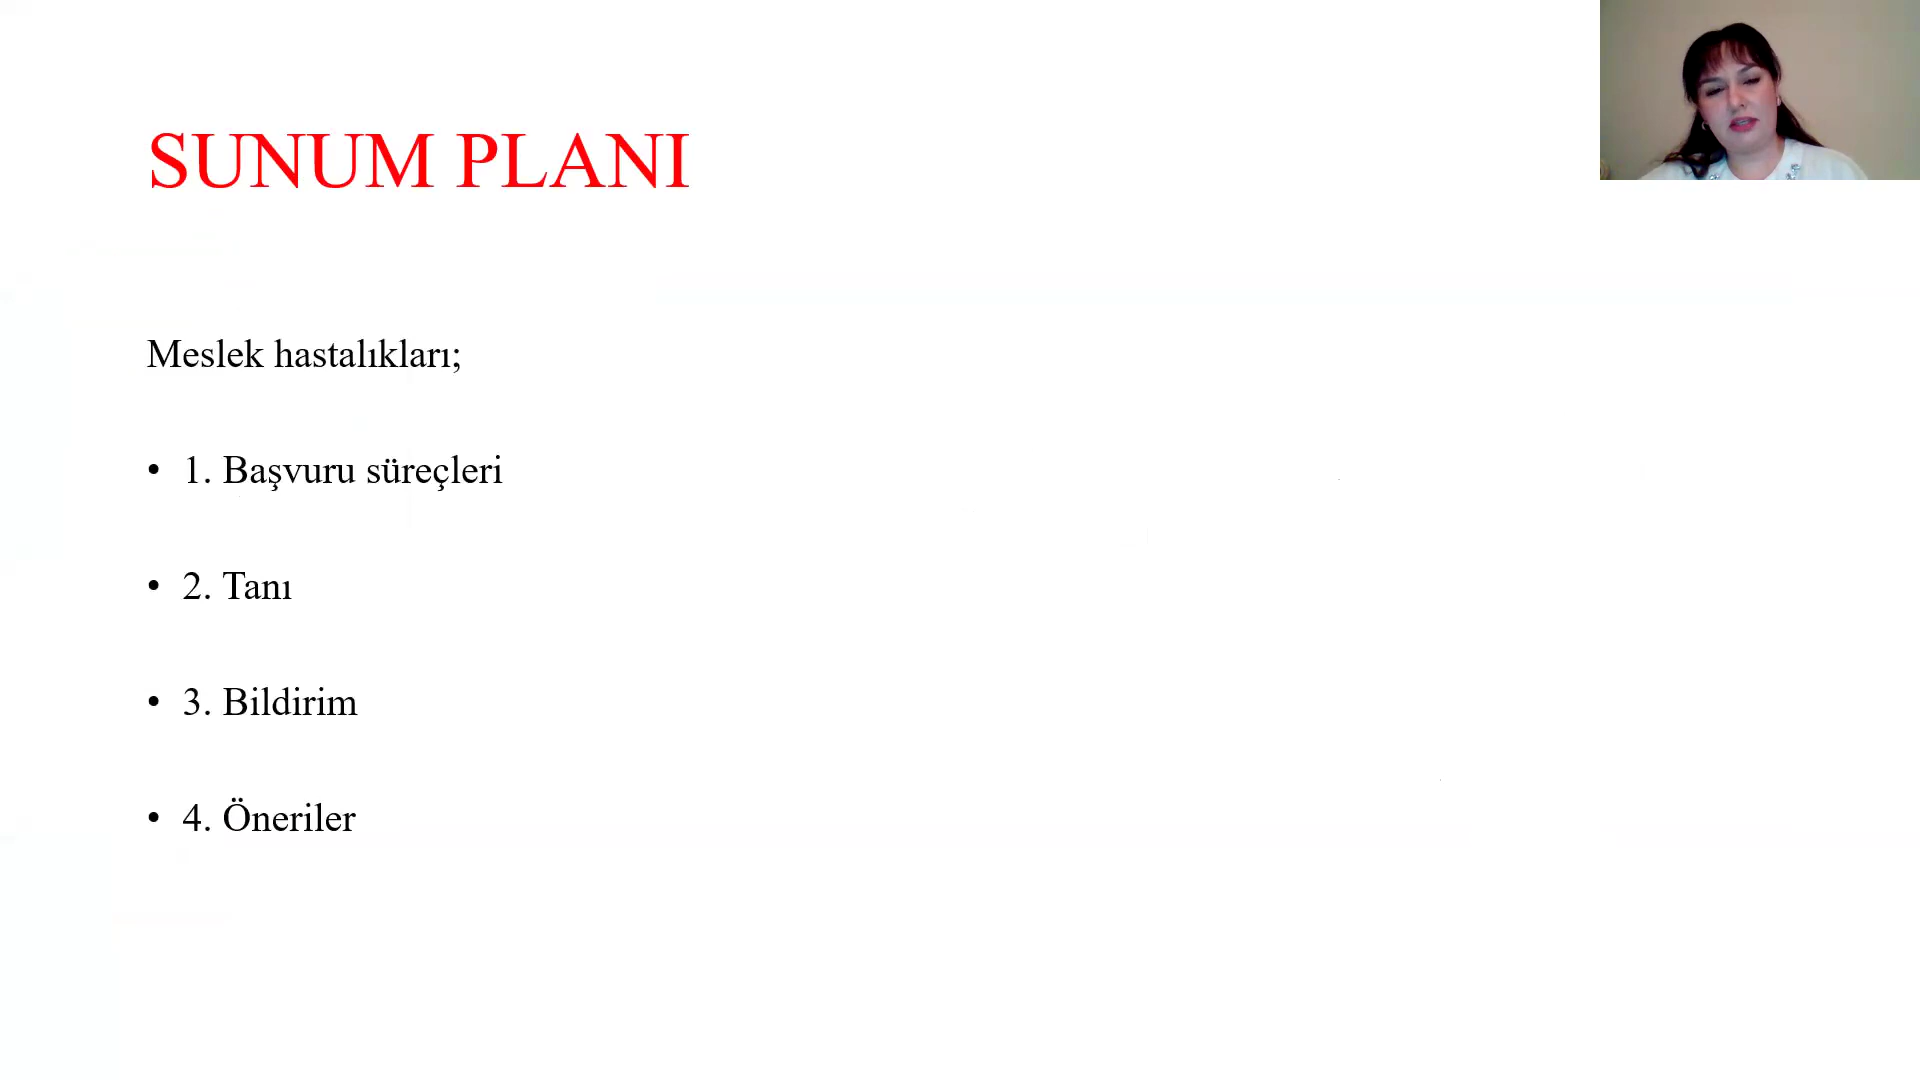 SUNUM PLANI
Meslek hastalıkları;
• 1. Başvuru süreçleri
• 2. Tanı
• 3. Bildirim
• 4. Öneriler